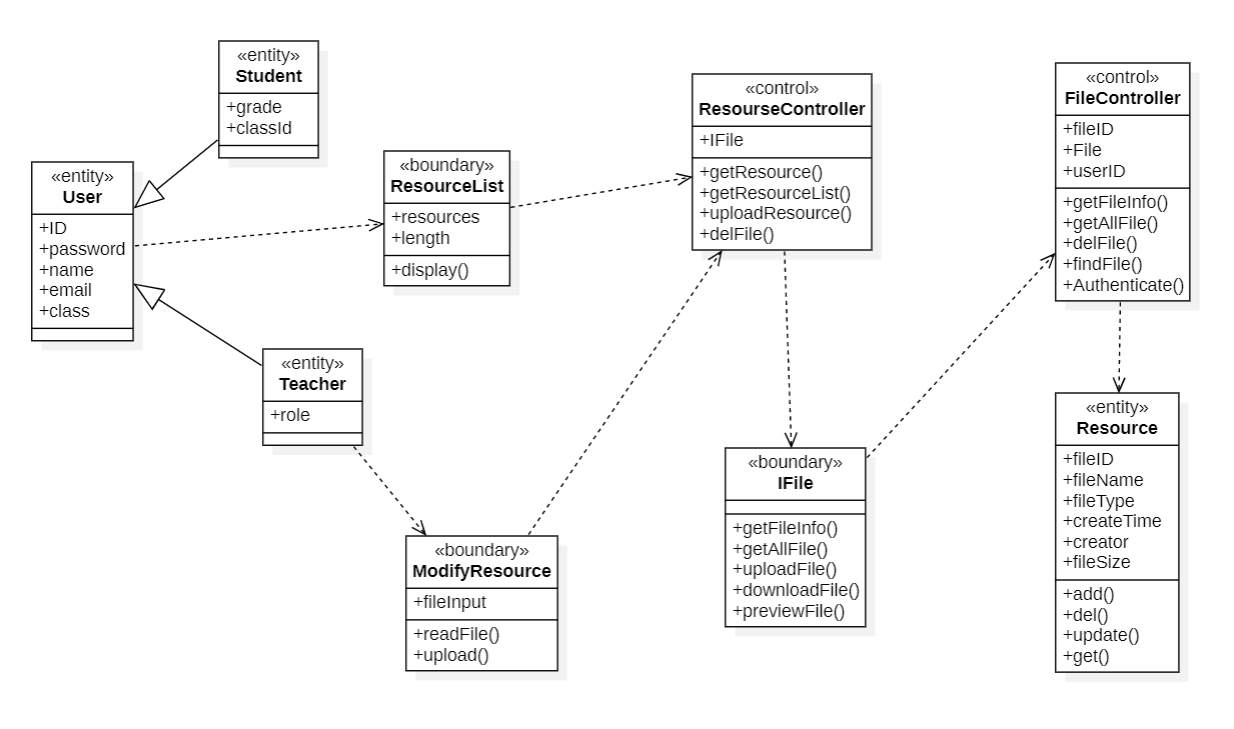 «entity»
Student
+grade
+classId
«entity»
User
+ID
+password
+name
+email
+class
«boundary»
ResourceList
+resources
+length
+display()
«entity»
Teacher
+role
«boundary»
ModifyResource
+fileInput
+readFile()
+upload()
«control»
ResourseController
+IFile
+getResource()
+getResourceList()
+uploadResource()
+delFile()
«boundary»
IFile
+getFileInfo()
+getAllFile()
+uploadFile()
+downloadFile()
+previewFile()
«control»
FileController
+fileID
+File
+userID
+getFileInfo()
+getAllFile()
+delFile()
+findFile()
+Authenticate()
«entity»
Resource
+fileID
+fileName
+fileType
+createTime
+creator
+fileSize
+add()
+del()
+update()
+get()